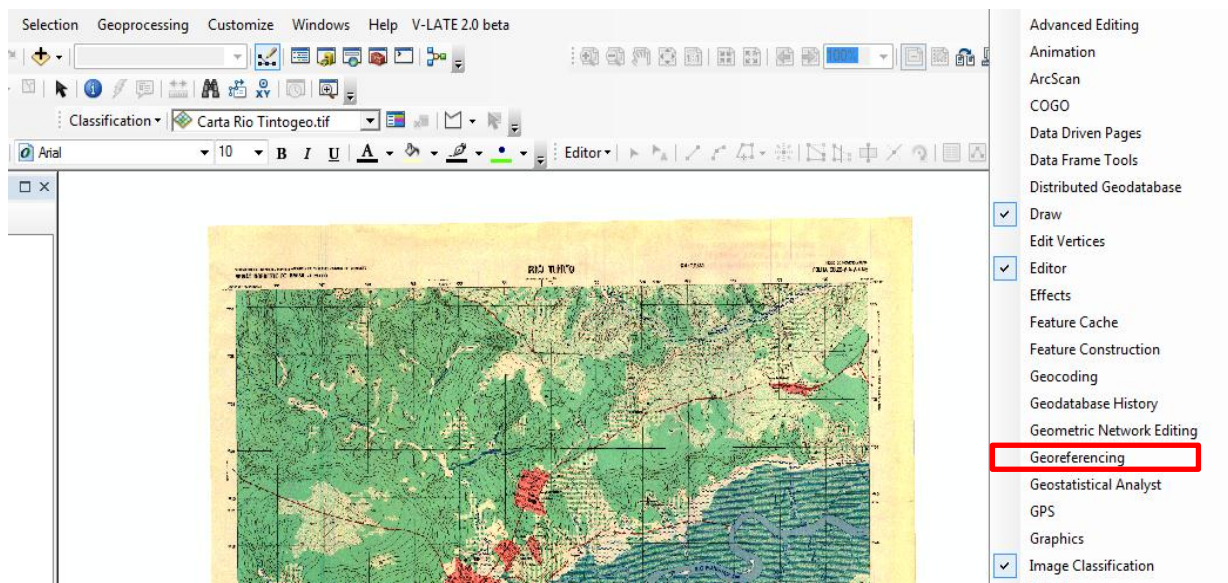 Selection Geoprocessing Customize Windows Help V-LATE 2.0 beta
100%
XY
Classification Carta Rio Tintogeo.tif
Arial 10 B I U A Editor
RIO TINTO
Advanced Editing
Animation
ArcScan
COGO
Data Driven Pages
Data Frame Tools
Distributed Geodatabase
Draw
Edit Vertices
Editor
Effects
Feature Cache
Feature Construction
Geocoding
Geodatabase History
Geometric Network Editing
Georeferencing
Geostatistical Analyst
GPS
Graphics
Image Classification